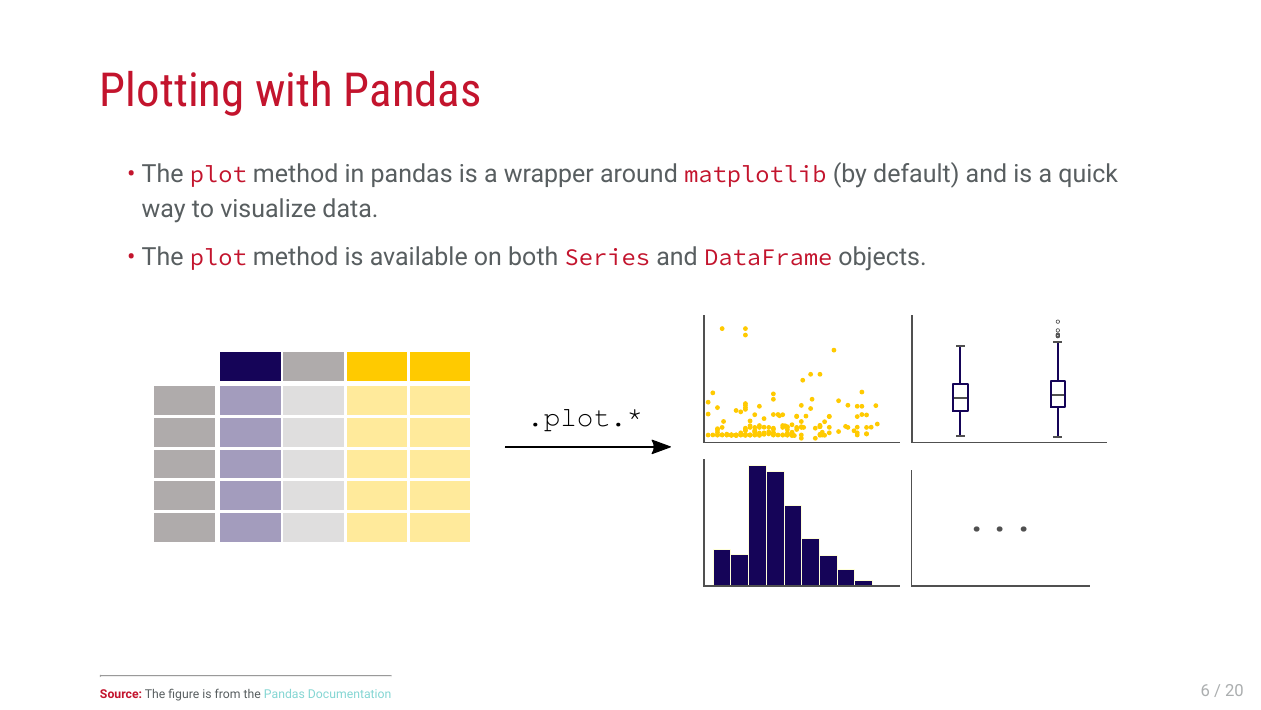 Plotting with Pandas
• The plot method in pandas is a wrapper around matplotlib (by default) and is a quick
way to visualize data.
• The plot method is available on both Series and DataFrame objects.
.plot.*
Source: The figure is from the Pandas Documentation
6 / 20